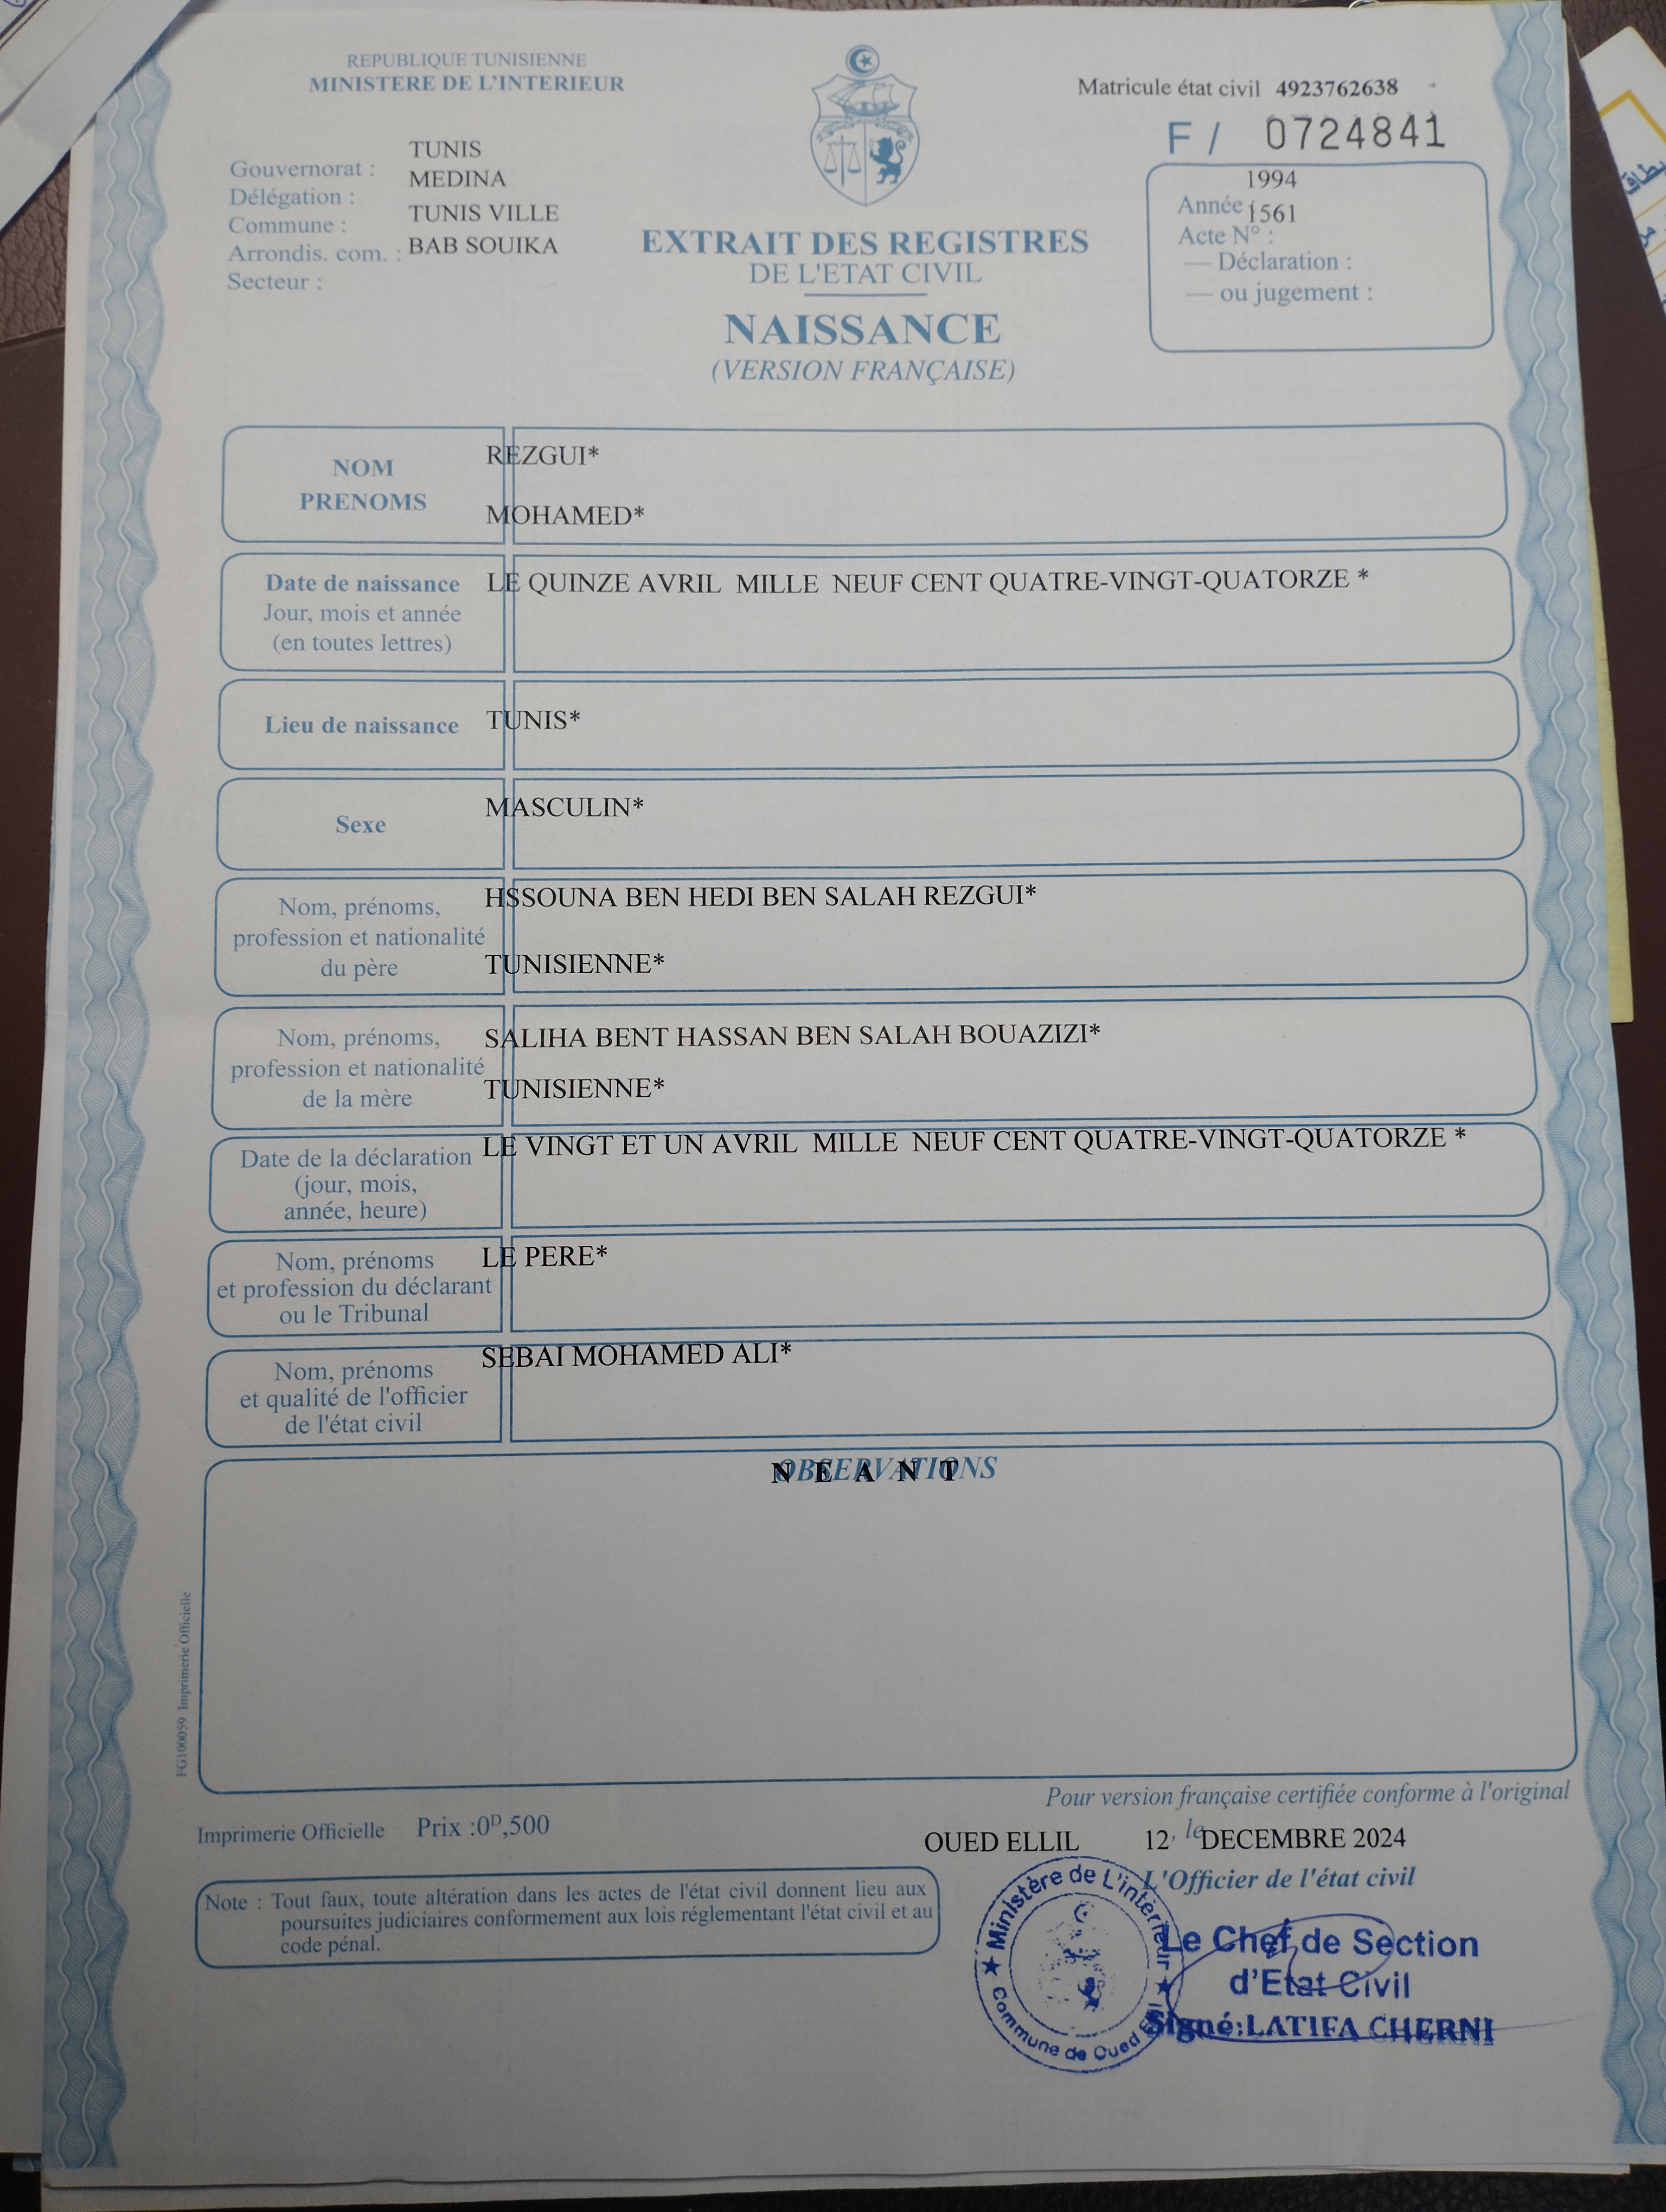 REPUBLIQUE TUNISIENNE
MINISTERE DE L'INTERIEUR
Matricule état civil 4923762638
F / 0724841
Gouvernorat : TUNIS
Délégation : MEDINA
Commune : TUNIS VILLE
Arrondis. com. : BAB SOUIKA
Secteur :
1994
Année :
1561
Acte N° :
— Déclaration :
— ou jugement :
EXTRAIT DES REGISTRES
DE L'ETAT CIVIL
NAISSANCE
(VERSION FRANÇAISE)
NOM
PRENOMS
REZGUI*
MOHAMED*
Date de naissance
Jour, mois et année
(en toutes lettres)
LE QUINZE AVRIL MILLE NEUF CENT QUATRE-VINGT-QUATORZE *
Lieu de naissance
TUNIS*
Sexe
MASCULIN*
Nom, prénoms,
profession et nationalité
du père
HSSOUNA BEN HEDI BEN SALAH REZGUI*
TUNISIENNE*
Nom, prénoms,
profession et nationalité
de la mère
SALIHA BENT HASSAN BEN SALAH BOUAZIZI*
TUNISIENNE*
Date de la déclaration
(jour, mois,
année, heure)
LE VINGT ET UN AVRIL MILLE NEUF CENT QUATRE-VINGT-QUATORZE *
Nom, prénoms
et profession du déclarant
ou le Tribunal
LE PERE*
Nom, prénoms
et qualité de l'officier
de l'état civil
SEBAI MOHAMED ALI*
OBSERVATIONS
N E A N T
FG100059 Imprimerie Officielle
Pour version française certifiée conforme à l'original
Imprimerie Officielle Prix :0D,500
OUED ELLIL 12, le DECEMBRE 2024
L'Officier de l'état civil
Note : Tout faux, toute altération dans les actes de l'état civil donnent lieu aux
poursuites judiciaires conformement aux lois réglementant l'état civil et au
code pénal.
★ Ministère de L'intérieur ★
Commune de Oued
Le Chef de Section
d'Etat Civil
Signé: LATIFA CHERNI